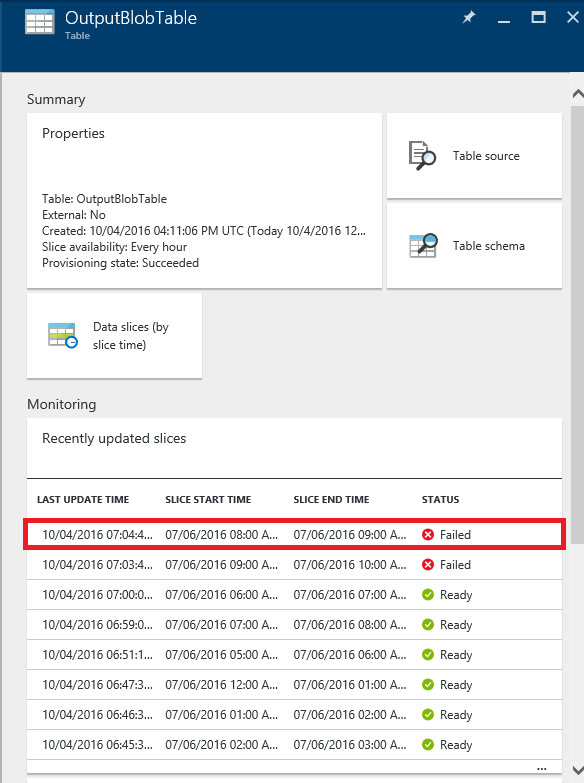 OutputBlobTable
Table
Summary
Properties
Table: OutputBlobTable
External: No
Created: 10/04/2016 04:11:06 PM UTC (Today 10/4/2016 12...
Slice availability: Every hour
Provisioning state: Succeeded
Table source
Table schema
Data slices (by
slice time)
Monitoring
Recently updated slices
LAST UPDATE TIME SLICE START TIME SLICE END TIME STATUS
10/04/2016 07:04:4... 07/06/2016 08:00 A... 07/06/2016 09:00 A... Failed
10/04/2016 07:03:4... 07/06/2016 09:00 A... 07/06/2016 10:00 A... Failed
10/04/2016 07:00:0... 07/06/2016 06:00 A... 07/06/2016 07:00 A... Ready
10/04/2016 06:59:0... 07/06/2016 07:00 A... 07/06/2016 08:00 A... Ready
10/04/2016 06:51:1... 07/06/2016 05:00 A... 07/06/2016 06:00 A... Ready
10/04/2016 06:47:3... 07/06/2016 12:00 A... 07/06/2016 01:00 A... Ready
10/04/2016 06:46:3... 07/06/2016 01:00 A... 07/06/2016 02:00 A... Ready
10/04/2016 06:45:3... 07/06/2016 02:00 A... 07/06/2016 03:00 A... Ready
...